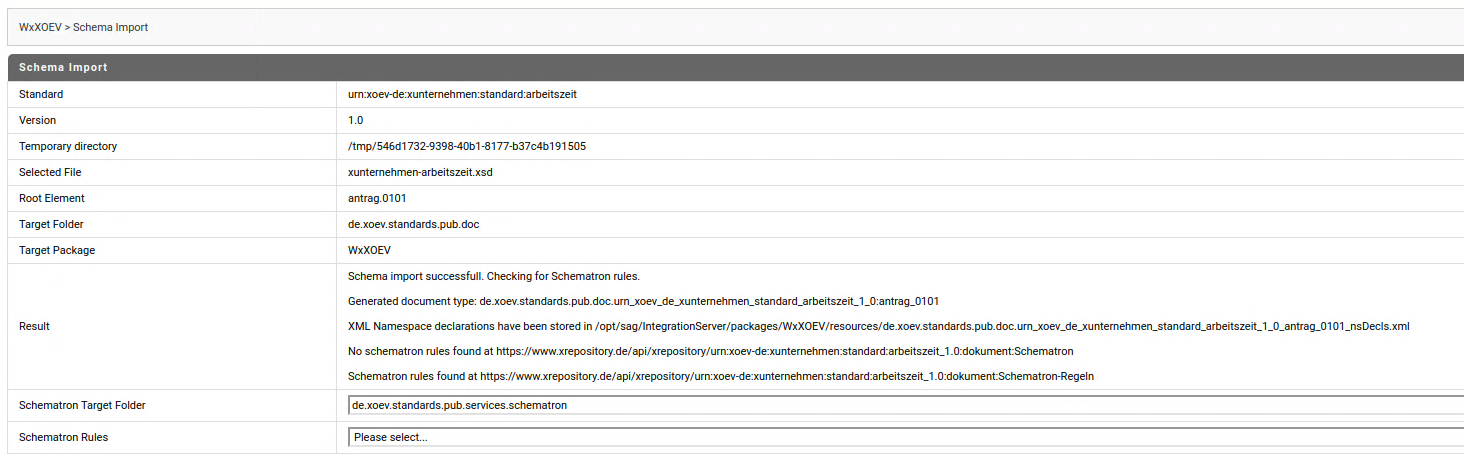 WxXOEV > Schema Import
Schema Import
Standard urn:xoev-de:xunternehmen:standard:arbeitszeit
Version 1.0
Temporary directory /tmp/546d1732-9398-40b1-8177-b37c4b191505
Selected File xunternehmen-arbeitszeit.xsd
Root Element antrag.0101
Target Folder de.xoev.standards.pub.doc
Target Package WxXOEV
Schema import successfull. Checking for Schematron rules.
Generated document type: de.xoev.standards.pub.doc.urn_xoev_de_xunternehmen_standard_arbeitszeit_1_0:antrag_0101
Result XML Namespace declarations have been stored in /opt/sag/IntegrationServer/packages/WxXOEV/resources/de.xoev.standards.pub.doc.urn_xoev_de_xunternehmen_standard_arbeitszeit_1_0_antrag_0101_nsDecls.xml
No schematron rules found at https://www.xrepository.de/api/xrepository/urn:xoev-de:xunternehmen:standard:arbeitszeit_1.0:dokument:Schematron
Schematron rules found at https://www.xrepository.de/api/xrepository/urn:xoev-de:xunternehmen:standard:arbeitszeit_1.0:dokument:Schematron-Regeln
Schematron Target Folder de.xoev.standards.pub.services.schematron
Schematron Rules Please select...